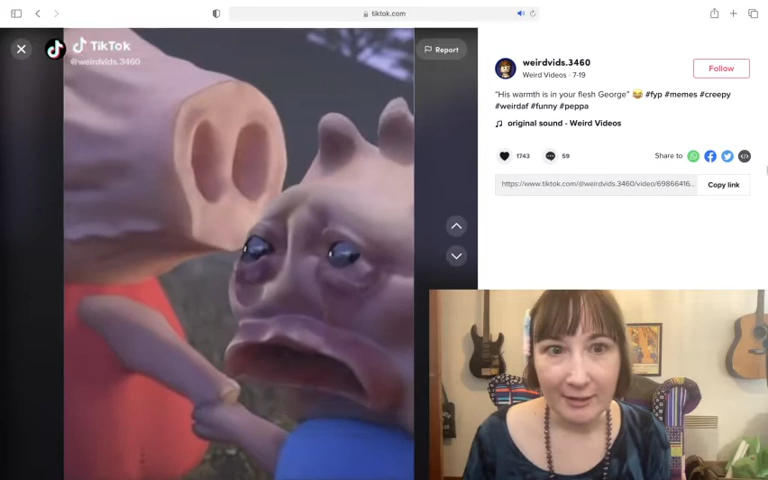 tiktok.com
TikTok
@weirdvids.3460
Report
weirdvids.3460
Weird Videos · 7-19
Follow
"His warmth is in your flesh George" 😂 #fyp #memes #creepy
#weirdaf #funny #peppa
original sound - Weird Videos
1743
59
Share to
https://www.tiktok.com/@weirdvids.3460/video/69866416...
Copy link